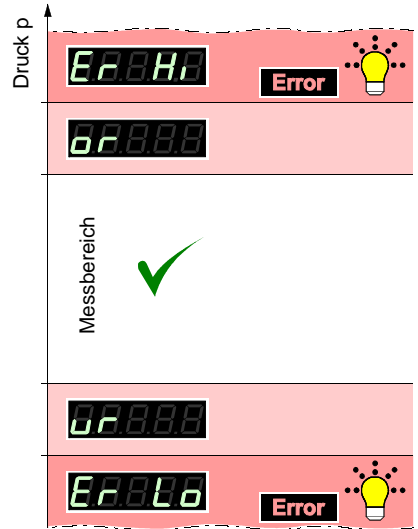 Druck p
Er Hi
Error
or
Messbereich
ur
Er Lo
Error